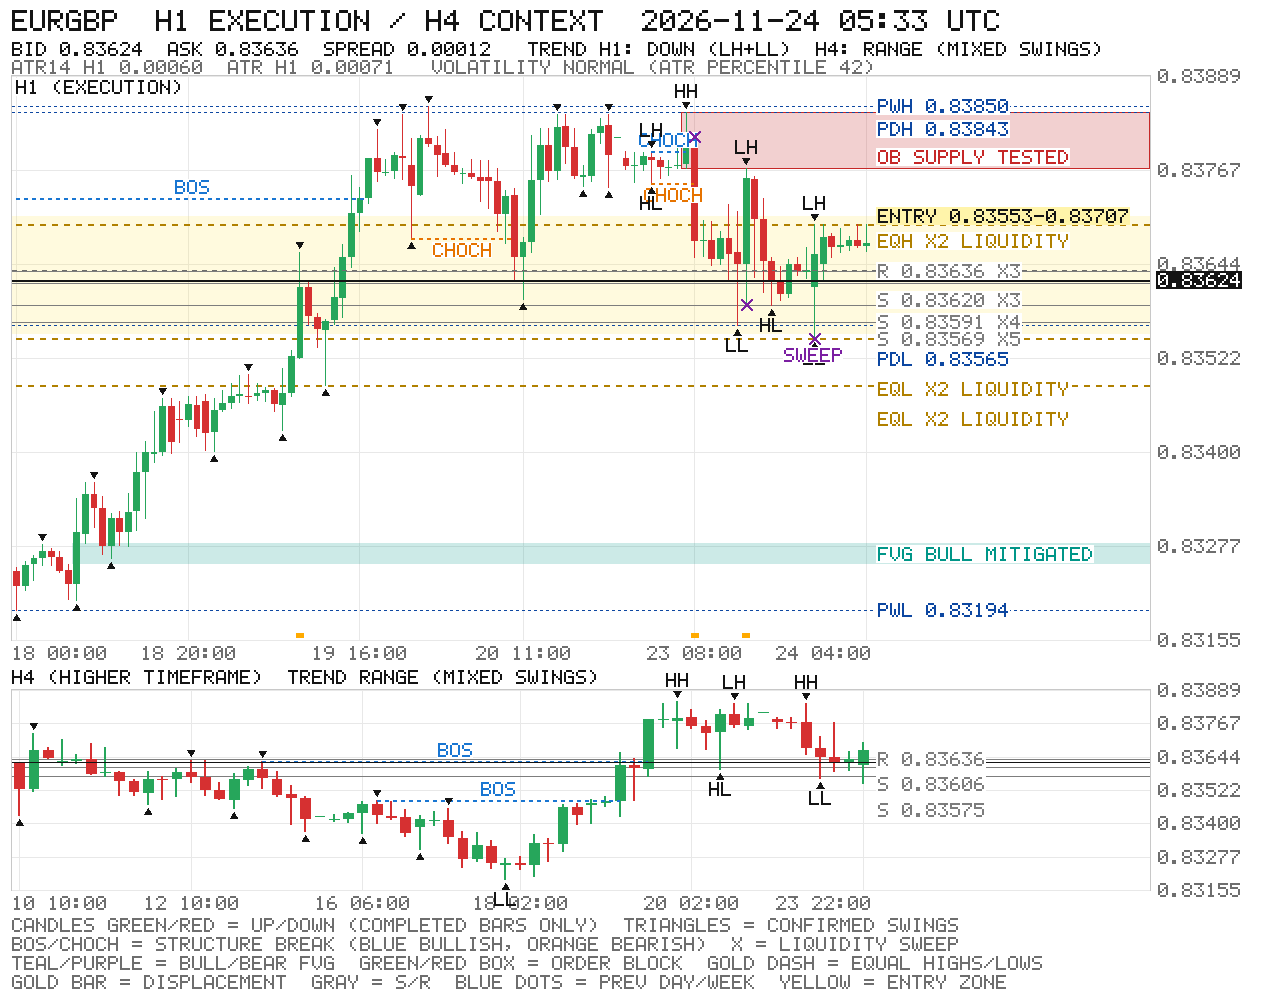 EURGBP  H1 EXECUTION / H4 CONTEXT  2026-11-24 05:33 UTC
BID 0.83624  ASK 0.83636  SPREAD 0.00012   TREND H1: DOWN (LH+LL)  H4: RANGE (MIXED SWINGS)
ATR14 H1 0.00060  ATR H1 0.00071   VOLATILITY NORMAL (ATR PERCENTILE 42)
H1 (EXECUTION)
0.83889
HH
PWH 0.83850
PDH 0.83843
LH
CHOCH
LH
OB SUPPLY TESTED
0.83767
BOS
CHOCH
HL
LH
ENTRY 0.83553-0.83707
EQH X2 LIQUIDITY
CHOCH
0.83644
R 0.83636 X3
0.83624
S 0.83620 X3
S 0.83591 X4
HL
S 0.83569 X5
LL
SWEEP
PDL 0.83565
0.83522
EQL X2 LIQUIDITY
EQL X2 LIQUIDITY
0.83400
0.83277
FVG BULL MITIGATED
PWL 0.83194
0.83155
18 00:00
18 20:00
19 16:00
20 11:00
23 08:00
24 04:00
H4 (HIGHER TIMEFRAME)  TREND RANGE (MIXED SWINGS)
HH
LH
HH
0.83889
0.83767
BOS
0.83644
R 0.83636
S 0.83606
0.83522
BOS
HL
LL
S 0.83575
0.83400
0.83277
0.83155
LL
10 10:00
12 10:00
16 06:00
18 02:00
20 02:00
23 22:00
CANDLES GREEN/RED = UP/DOWN (COMPLETED BARS ONLY)  TRIANGLES = CONFIRMED SWINGS
BOS/CHOCH = STRUCTURE BREAK (BLUE BULLISH, ORANGE BEARISH)  X = LIQUIDITY SWEEP
TEAL/PURPLE = BULL/BEAR FVG  GREEN/RED BOX = ORDER BLOCK  GOLD DASH = EQUAL HIGHS/LOWS
GOLD BAR = DISPLACEMENT  GRAY = S/R  BLUE DOTS = PREV DAY/WEEK  YELLOW = ENTRY ZONE